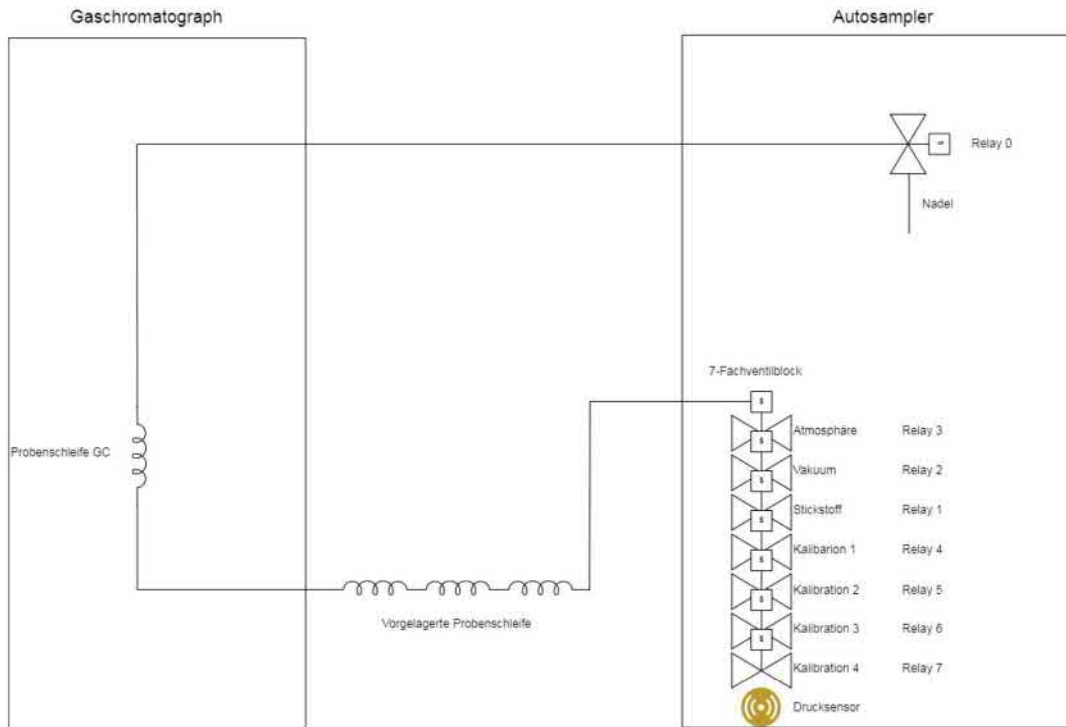 Gaschromatograph
Autosampler
Relay 0
Nadel
7-Fachventilblock
S
Atmosphäre Relay 3
S
Vakuum Relay 2
S
Stickstoff Relay 1
S
Kalibarion 1 Relay 4
S
Kalibration 2 Relay 5
S
Kalibration 3 Relay 6
S
Kalibration 4 Relay 7
Drucksensor
Probenschleife GC
Vorgelagerte Probenschleife